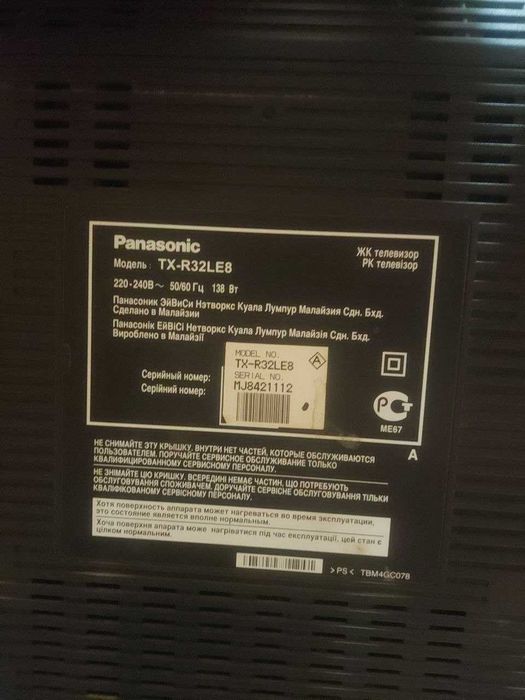 Panasonic
ЖК телевизор
РК телевізор
Модель : TX-R32LE8
220-240В ~ 50/60 Гц 138 Вт
Панасоник ЭйВиСи Нэтворкс Куала Лумпур Малайзия Сдн. Бхд.
Сделано в Малайзии
Панасонік ЕйВіСі Нетворкс Куала Лумпур Малайзія Сдн. Бхд.
Вироблено в Малайзії
Серийный номер:
Серійний номер:
MODEL NO.
TX-R32LE8
SERIAL NO.
MJ8421112
A
РСТ
ME67
A
НЕ СНИМАЙТЕ ЭТУ КРЫШКУ, ВНУТРИ НЕТ ЧАСТЕЙ, КОТОРЫЕ ОБСЛУЖИВАЮТСЯ
ПОЛЬЗОВАТЕЛЕМ. ПОРУЧАЙТЕ СЕРВИСНОЕ ОБСЛУЖИВАНИЕ ТОЛЬКО
КВАЛИФИЦИРОВАННОМУ СЕРВИСНОМУ ПЕРСОНАЛУ.
НЕ ЗНІМАЙТЕ ЦЮ КРИШКУ. ВСЕРЕДИНІ НЕМАЄ ЧАСТИН, ЩО ПОТРЕБУЮТЬ
ОБСЛУГОВУВАННЯ СПОЖИВАЧЕМ. ДОРУЧАЙТЕ СЕРВІСНЕ ОБСЛУГОВУВАННЯ ТІЛЬКИ
КВАЛІФІКОВАНОМУ СЕРВІСНОМУ ПЕРСОНАЛУ.
Хотя поверхность аппарата может нагреваться во время эксплуатации,
это состояние является вполне нормальным.
Хоча поверхня апарата може нагріватися під час експлуатації, цей стан є
цілком нормальним.
>PS< TBM4GC078